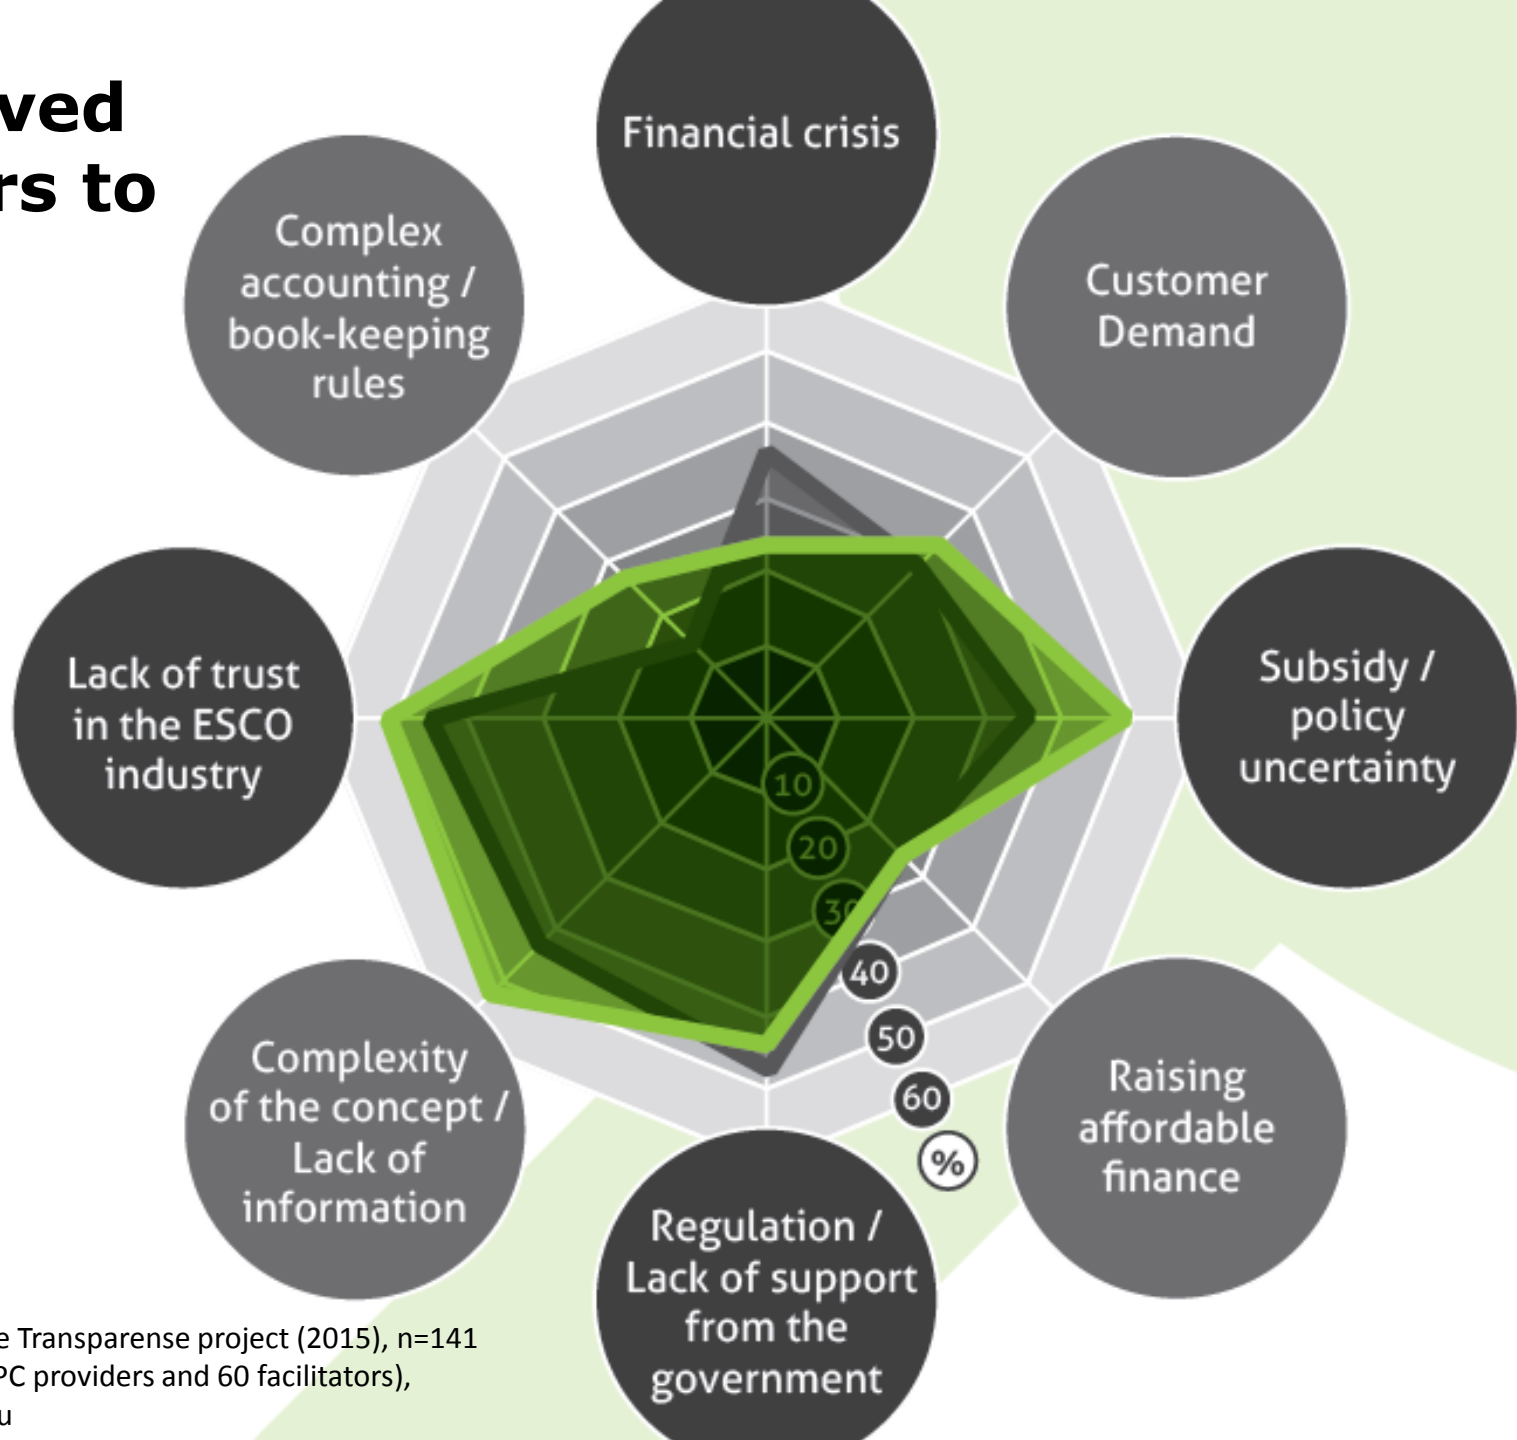 ved
rs to
Financial crisis
Complex
accounting /
book-keeping
rules
Customer
Demand
Lack of trust
in the ESCO
industry
Subsidy /
policy
uncertainty
10
20
30
40
50
60
%
Complexity
of the concept /
Lack of
information
Raising
affordable
finance
Regulation /
Lack of support
from the
government
e Transparense project (2015), n=141
PC providers and 60 facilitators),
u